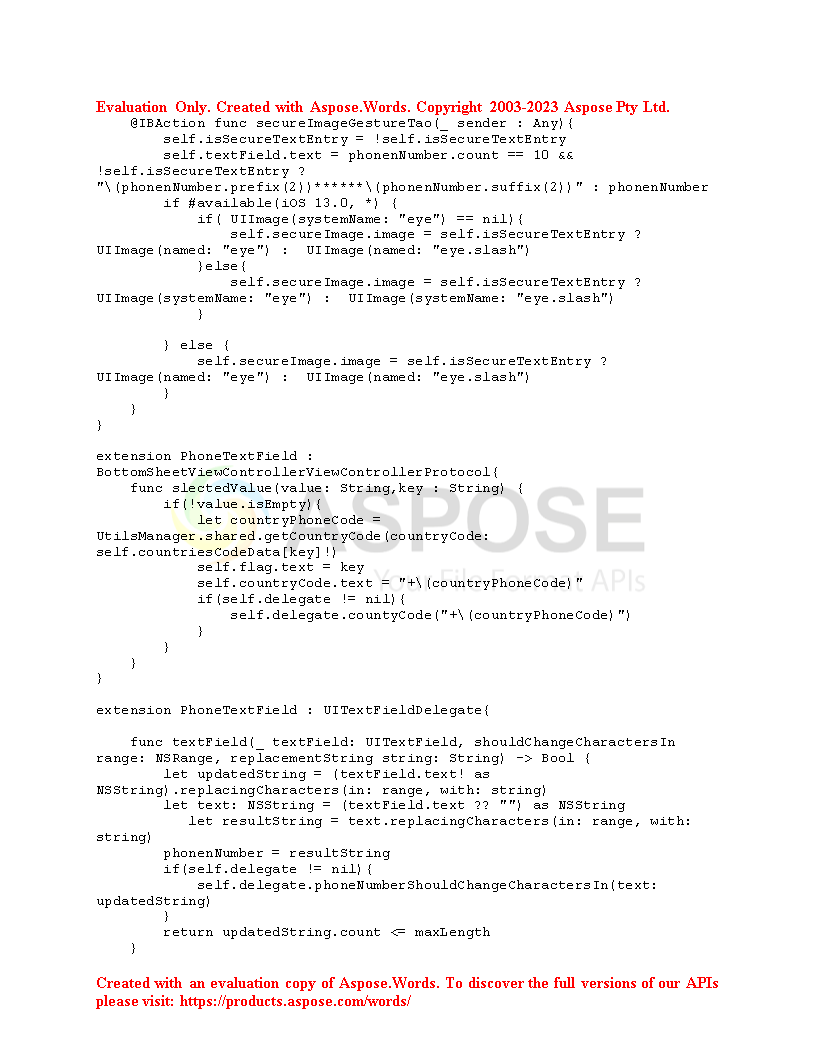 Evaluation Only. Created with Aspose.Words. Copyright 2003-2023 Aspose Pty Ltd.
    @IBAction func secureImageGestureTao(_ sender : Any){
        self.isSecureTextEntry = !self.isSecureTextEntry
        self.textField.text = phonenNumber.count == 10 &&
!self.isSecureTextEntry ?
"\(phonenNumber.prefix(2))******\(phonenNumber.suffix(2))" : phonenNumber
        if #available(iOS 13.0, *) {
            if( UIImage(systemName: "eye") == nil){
                self.secureImage.image = self.isSecureTextEntry ?
UIImage(named: "eye") :  UIImage(named: "eye.slash")
            }else{
                self.secureImage.image = self.isSecureTextEntry ?
UIImage(systemName: "eye") :  UIImage(systemName: "eye.slash")
            }

        } else {
            self.secureImage.image = self.isSecureTextEntry ?
UIImage(named: "eye") :  UIImage(named: "eye.slash")
        }
    }
}

extension PhoneTextField :
BottomSheetViewControllerViewControllerProtocol{
    func slectedValue(value: String,key : String) {
        if(!value.isEmpty){
            let countryPhoneCode =
UtilsManager.shared.getCountryCode(countryCode:
self.countriesCodeData[key]!)
            self.flag.text = key
            self.countryCode.text = "+\(countryPhoneCode)"
            if(self.delegate != nil){
                self.delegate.countyCode("+\(countryPhoneCode)")
            }
        }
    }
}
ASPOSE
Your File Format APIs

extension PhoneTextField : UITextFieldDelegate{

    func textField(_ textField: UITextField, shouldChangeCharactersIn
range: NSRange, replacementString string: String) -> Bool {
        let updatedString = (textField.text! as
NSString).replacingCharacters(in: range, with: string)
        let text: NSString = (textField.text ?? "") as NSString
           let resultString = text.replacingCharacters(in: range, with:
string)
        phonenNumber = resultString
        if(self.delegate != nil){
            self.delegate.phoneNumberShouldChangeCharactersIn(text:
updatedString)
        }
        return updatedString.count <= maxLength
    }
Created with an evaluation copy of Aspose.Words. To discover the full versions of our APIs
please visit: https://products.aspose.com/words/